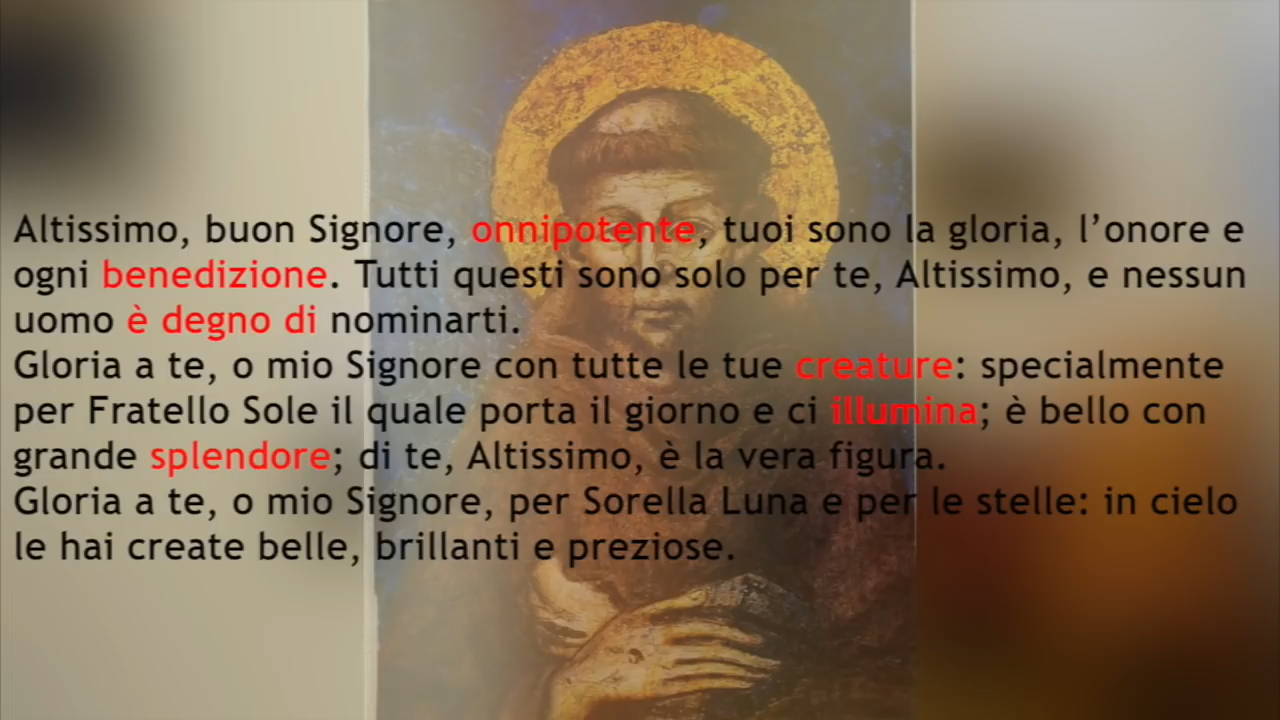 Altissimo, buon Signore, onnipotente, tuoi sono la gloria, l’onore e
ogni benedizione. Tutti questi sono solo per te, Altissimo, e nessun
uomo è degno di nominarti.
Gloria a te, o mio Signore con tutte le tue creature: specialmente
per Fratello Sole il quale porta il giorno e ci illumina; è bello con
grande splendore; di te, Altissimo, è la vera figura.
Gloria a te, o mio Signore, per Sorella Luna e per le stelle: in cielo
le hai create belle, brillanti e preziose.